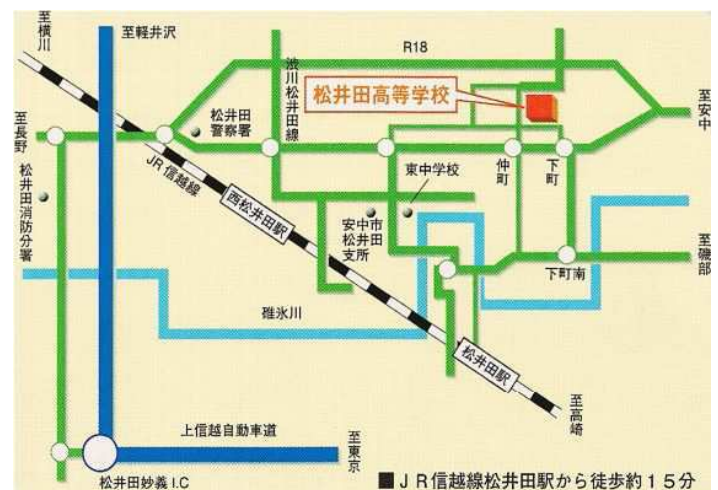 至横川
至軽井沢
R18
渋川松井田線
松井田高等学校
至安中
松井田
警察署
至長野
JR信越線
松井田消防分署
西松井田駅
東中学校
仲町
下町
安中市
松井田
支所
至磯部
下町南
碓氷川
松井田駅
至高崎
上信越自動車道
至東京
松井田妙義I.C
■JR信越線松井田駅から徒歩約15分